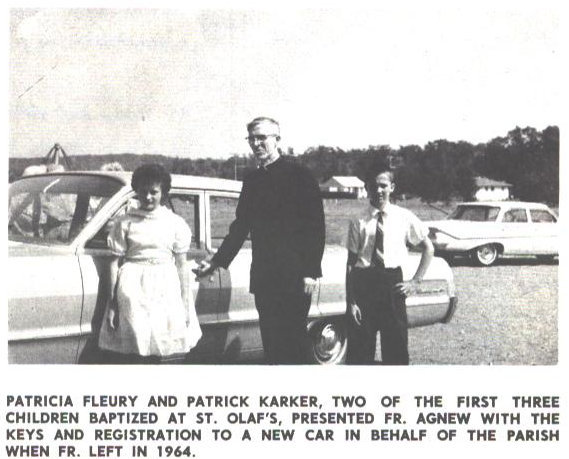 PATRICIA FLEURY AND PATRICK KARKER, TWO OF THE FIRST THREE
CHILDREN BAPTIZED AT ST. OLAF'S, PRESENTED FR. AGNEW WITH THE
KEYS AND REGISTRATION TO A NEW CAR IN BEHALF OF THE PARISH
WHEN FR. LEFT IN 1964.